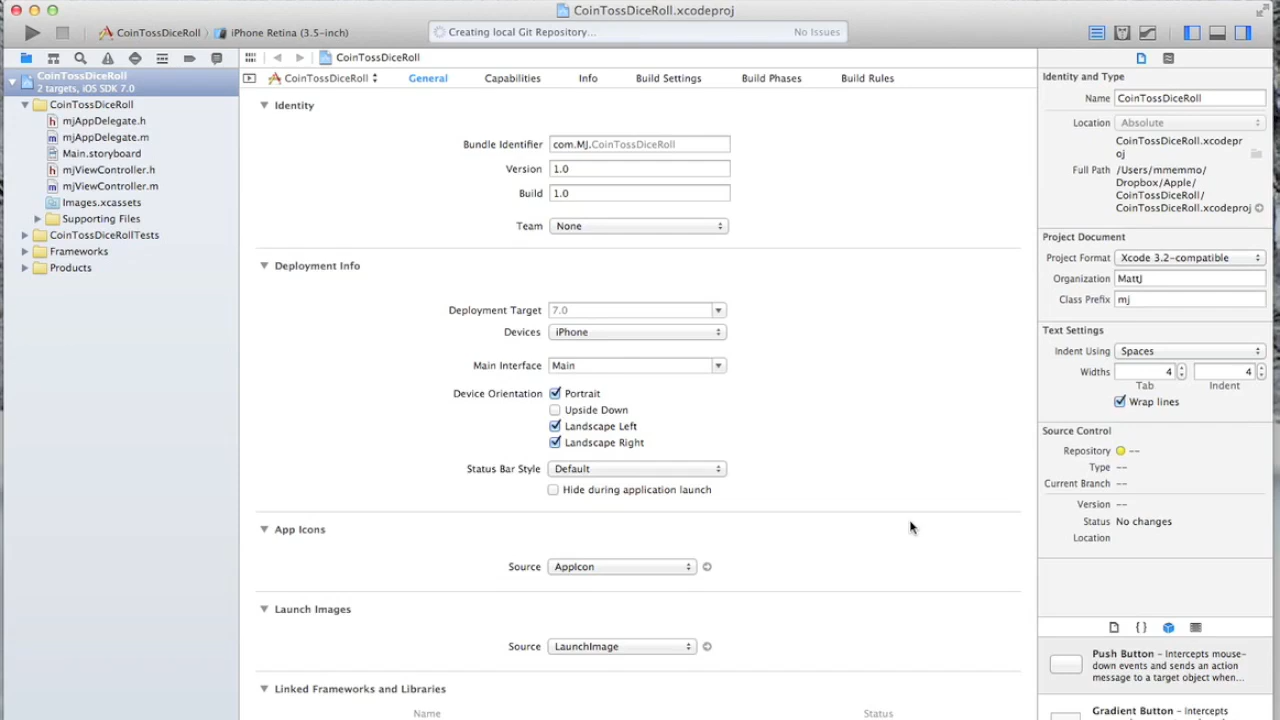 CoinTossDiceRoll.xcodeproj
CoinTossDiceRoll
iPhone Retina (3.5-inch)
Creating local Git Repository...
No Issues
CoinTossDiceRoll
2 targets, iOS SDK 7.0
CoinTossDiceRoll
h mjAppDelegate.h
m mjAppDelegate.m
Main.storyboard
h mjViewController.h
m mjViewController.m
Images.xcassets
Supporting Files
CoinTossDiceRollTests
Frameworks
Products
CoinTossDiceRoll
CoinTossDiceRoll
General
Capabilities
Info
Build Settings
Build Phases
Build Rules
Identity
Bundle Identifier com.MJ.CoinTossDiceRoll
Version 1.0
Build 1.0
Team None
Deployment Info
Deployment Target 7.0
Devices iPhone
Main Interface Main
Device Orientation Portrait
Upside Down
Landscape Left
Landscape Right
Status Bar Style Default
Hide during application launch
App Icons
Source AppIcon
Launch Images
Source LaunchImage
Linked Frameworks and Libraries
Name Status
Identity and Type
Name CoinTossDiceRoll
Location Absolute
CoinTossDiceRoll.xcodepr
oj
Full Path /Users/mmemmo/
Dropbox/Apple/
CoinTossDiceRoll/
CoinTossDiceRoll.xcodeproj
Project Document
Project Format Xcode 3.2-compatible
Organization MattJ
Class Prefix mj
Text Settings
Indent Using Spaces
Widths 4 4
Tab Indent
Wrap lines
Source Control
Repository --
Type --
Current Branch --
Version --
Status No changes
Location
{ }
Push Button - Intercepts mouse-
down events and sends an action
message to a target object when...
Gradient Button - Intercepts